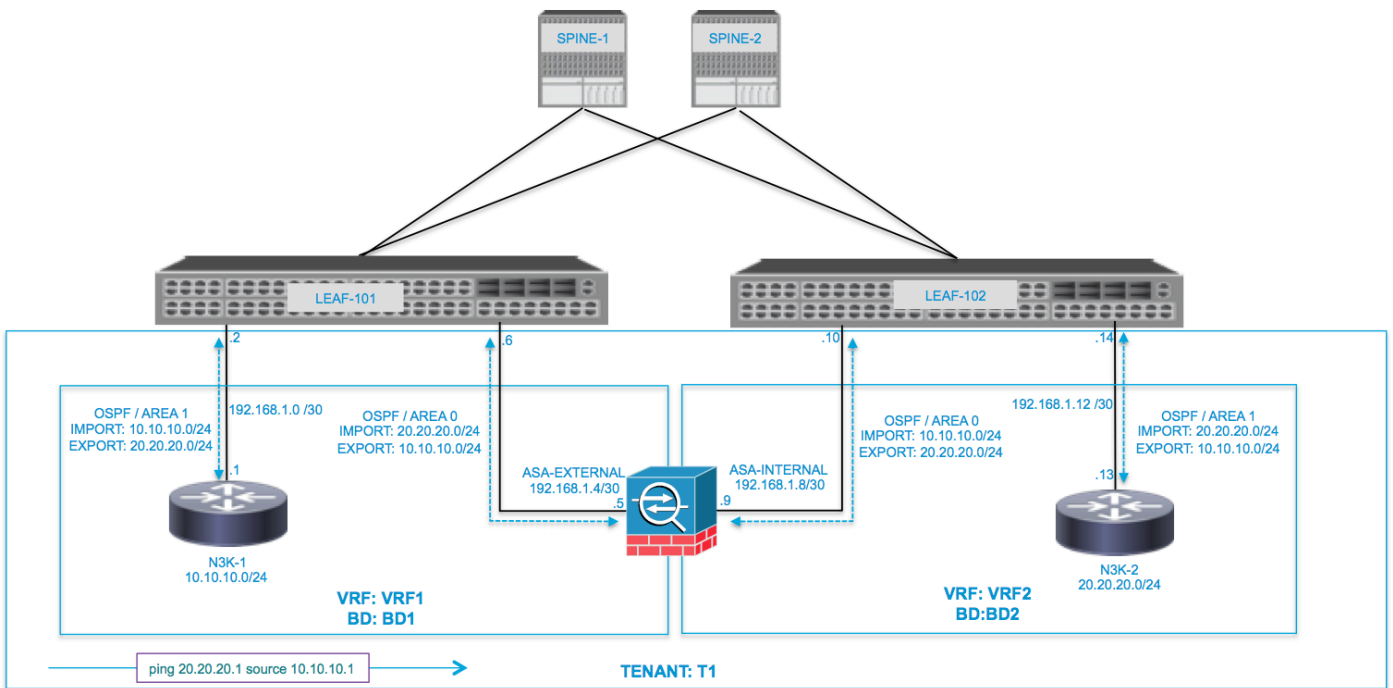 SPINE-1
SPINE-2
LEAF-101
LEAF-102
.2
.6
.10
.14
OSPF / AREA 1
IMPORT: 10.10.10.0/24
EXPORT: 20.20.20.0/24
192.168.1.0 /30
OSPF / AREA 0
IMPORT: 20.20.20.0/24
EXPORT: 10.10.10.0/24
OSPF / AREA 0
IMPORT: 10.10.10.0/24
EXPORT: 20.20.20.0/24
192.168.1.12 /30
OSPF / AREA 1
IMPORT: 20.20.20.0/24
EXPORT: 10.10.10.0/24
.1
ASA-EXTERNAL
192.168.1.4/30
.5
ASA-INTERNAL
192.168.1.8/30
.9
.13
N3K-1
10.10.10.0/24
N3K-2
20.20.20.0/24
VRF: VRF1
BD: BD1
VRF: VRF2
BD:BD2
ping 20.20.20.1 source 10.10.10.1
TENANT: T1